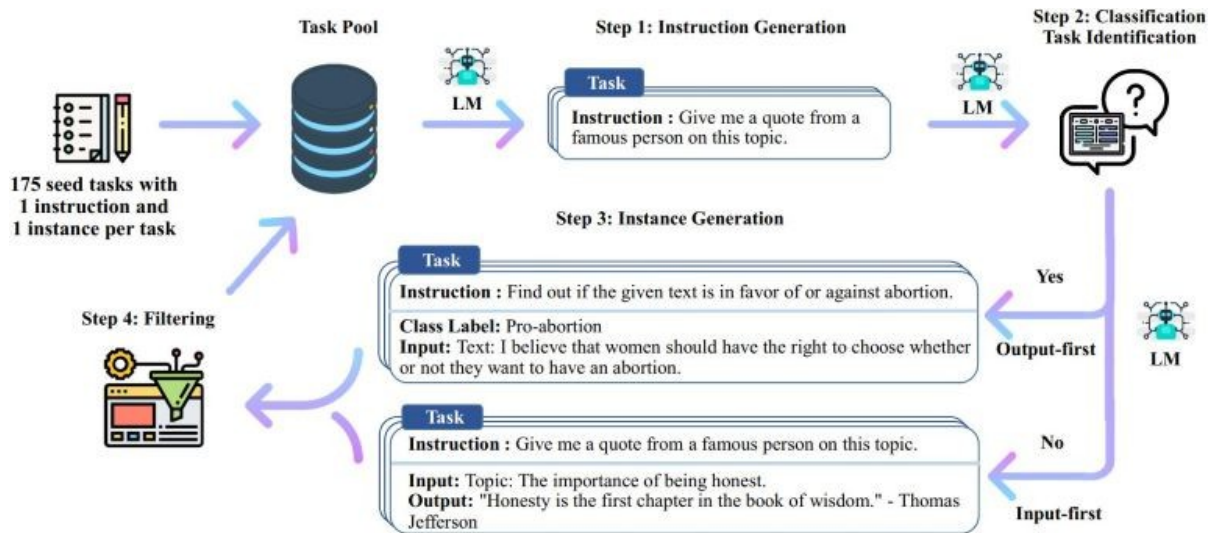 Task Pool
Step 1: Instruction Generation
Step 2: Classification
Task Identification
LM
LM
Task
Instruction : Give me a quote from a
famous person on this topic.
?
175 seed tasks with
1 instruction and
1 instance per task
Step 3: Instance Generation
Task
Instruction : Find out if the given text is in favor of or against abortion.
Class Label: Pro-abortion
Input: Text: I believe that women should have the right to choose whether
or not they want to have an abortion.
Yes
Output-first
LM
Step 4: Filtering
Task
Instruction : Give me a quote from a famous person on this topic.
Input: Topic: The importance of being honest.
Output: "Honesty is the first chapter in the book of wisdom." - Thomas
Jefferson
No
Input-first